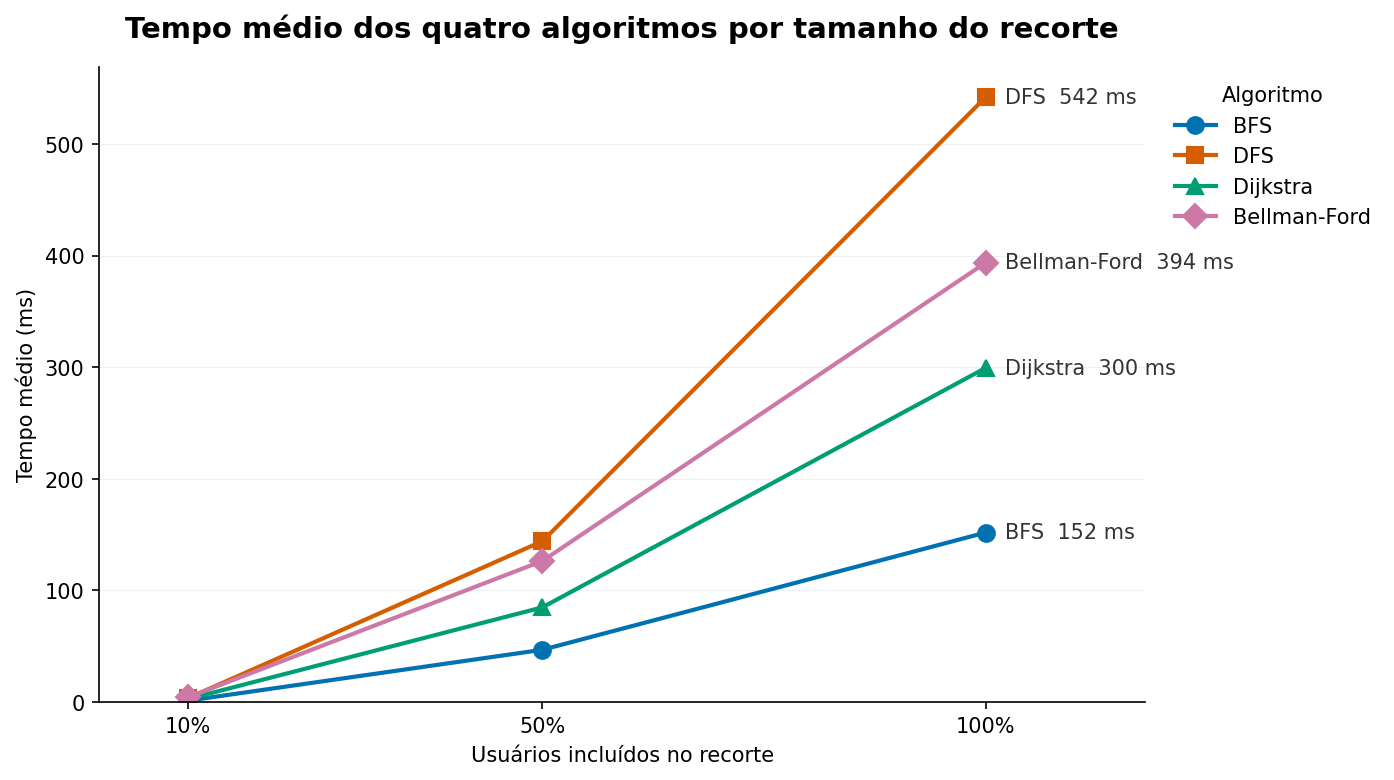 Tempo médio dos quatro algoritmos por tamanho do recorte
DFS  542 ms
Algoritmo
BFS
DFS
Dijkstra
Bellman-Ford
500
400
Bellman-Ford  394 ms
300
Dijkstra  300 ms
200
BFS  152 ms
100
0
Tempo médio (ms)
10%
50%
100%
Usuários incluídos no recorte